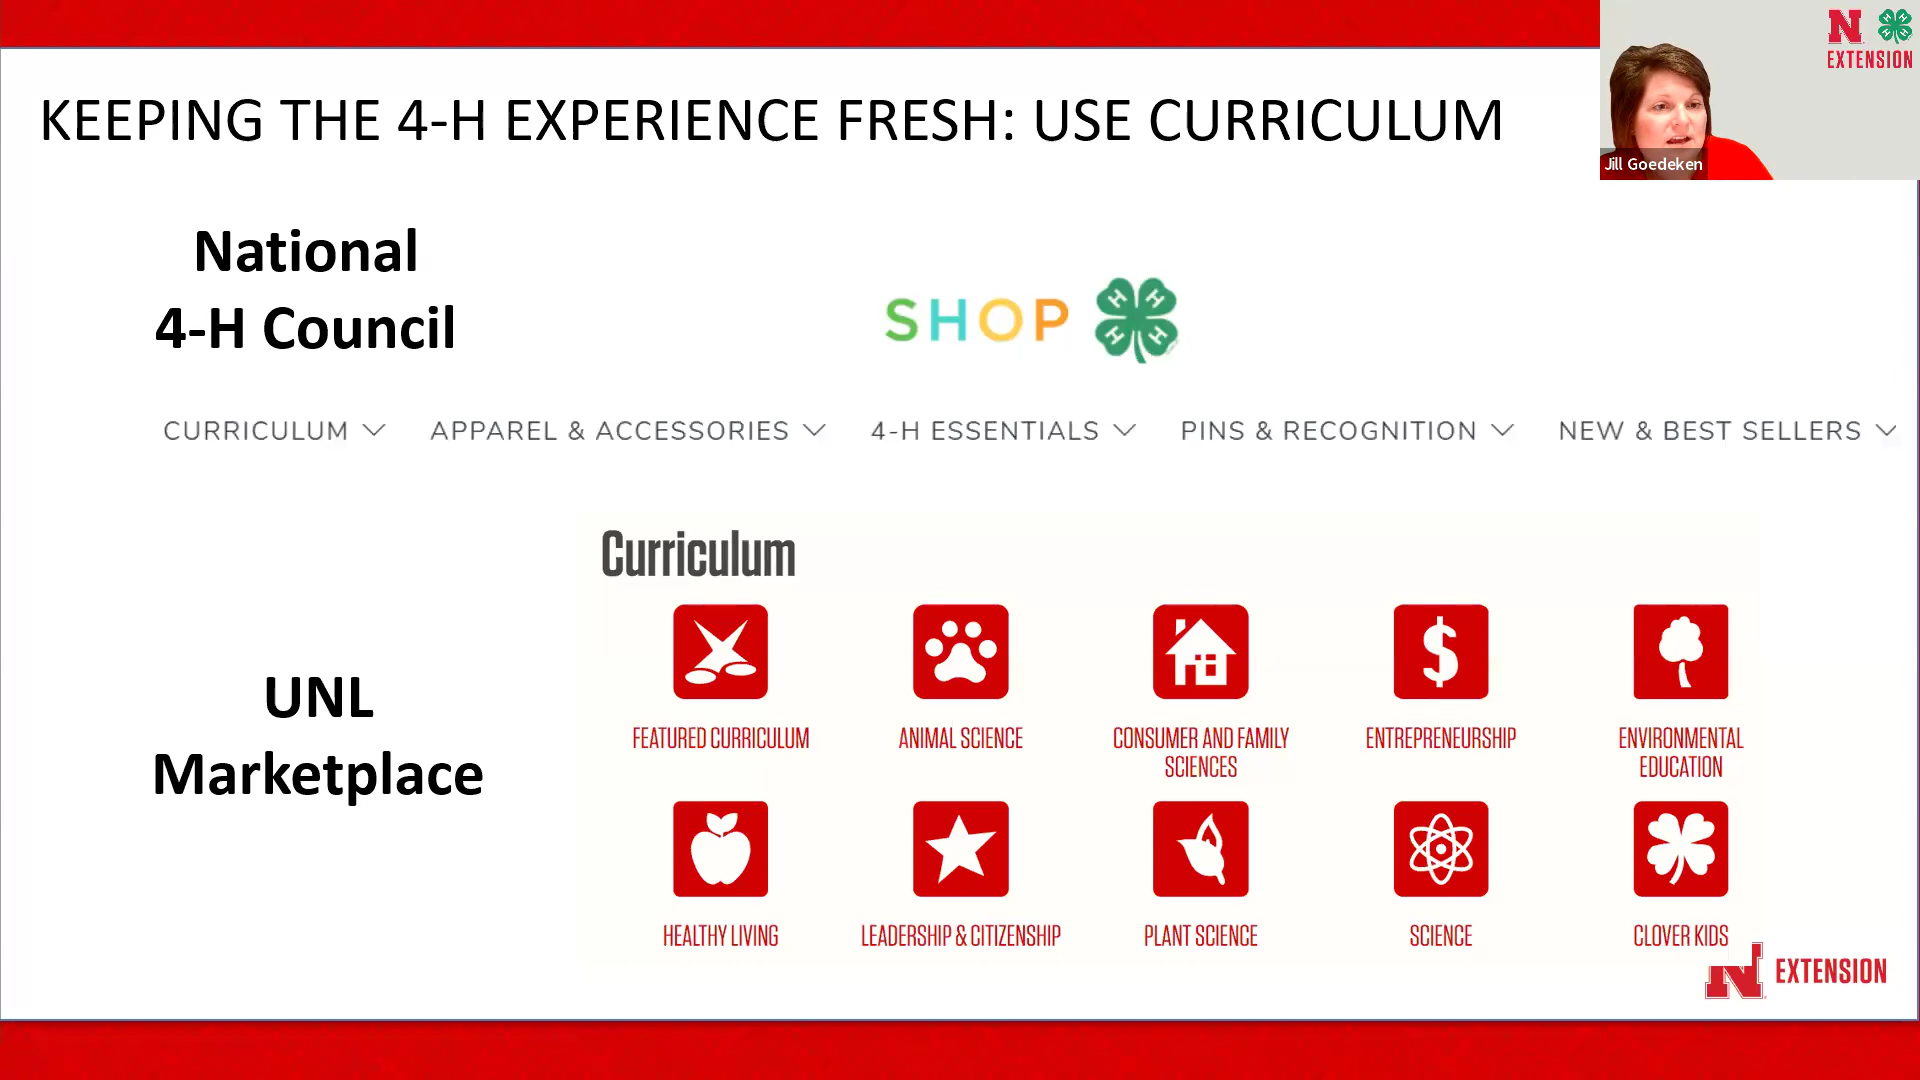 N
EXTENSION
Jill Goedeken
KEEPING THE 4-H EXPERIENCE FRESH: USE CURRICULUM
National
4-H Council
SHOP
H H H H
CURRICULUM
APPAREL & ACCESSORIES
4-H ESSENTIALS
PINS & RECOGNITION
NEW & BEST SELLERS
UNL
Marketplace
Curriculum
FEATURED CURRICULUM
ANIMAL SCIENCE
CONSUMER AND FAMILY
SCIENCES
ENTREPRENEURSHIP
ENVIRONMENTAL
EDUCATION
HEALTHY LIVING
LEADERSHIP & CITIZENSHIP
PLANT SCIENCE
SCIENCE
CLOVER KIDS
N EXTENSION